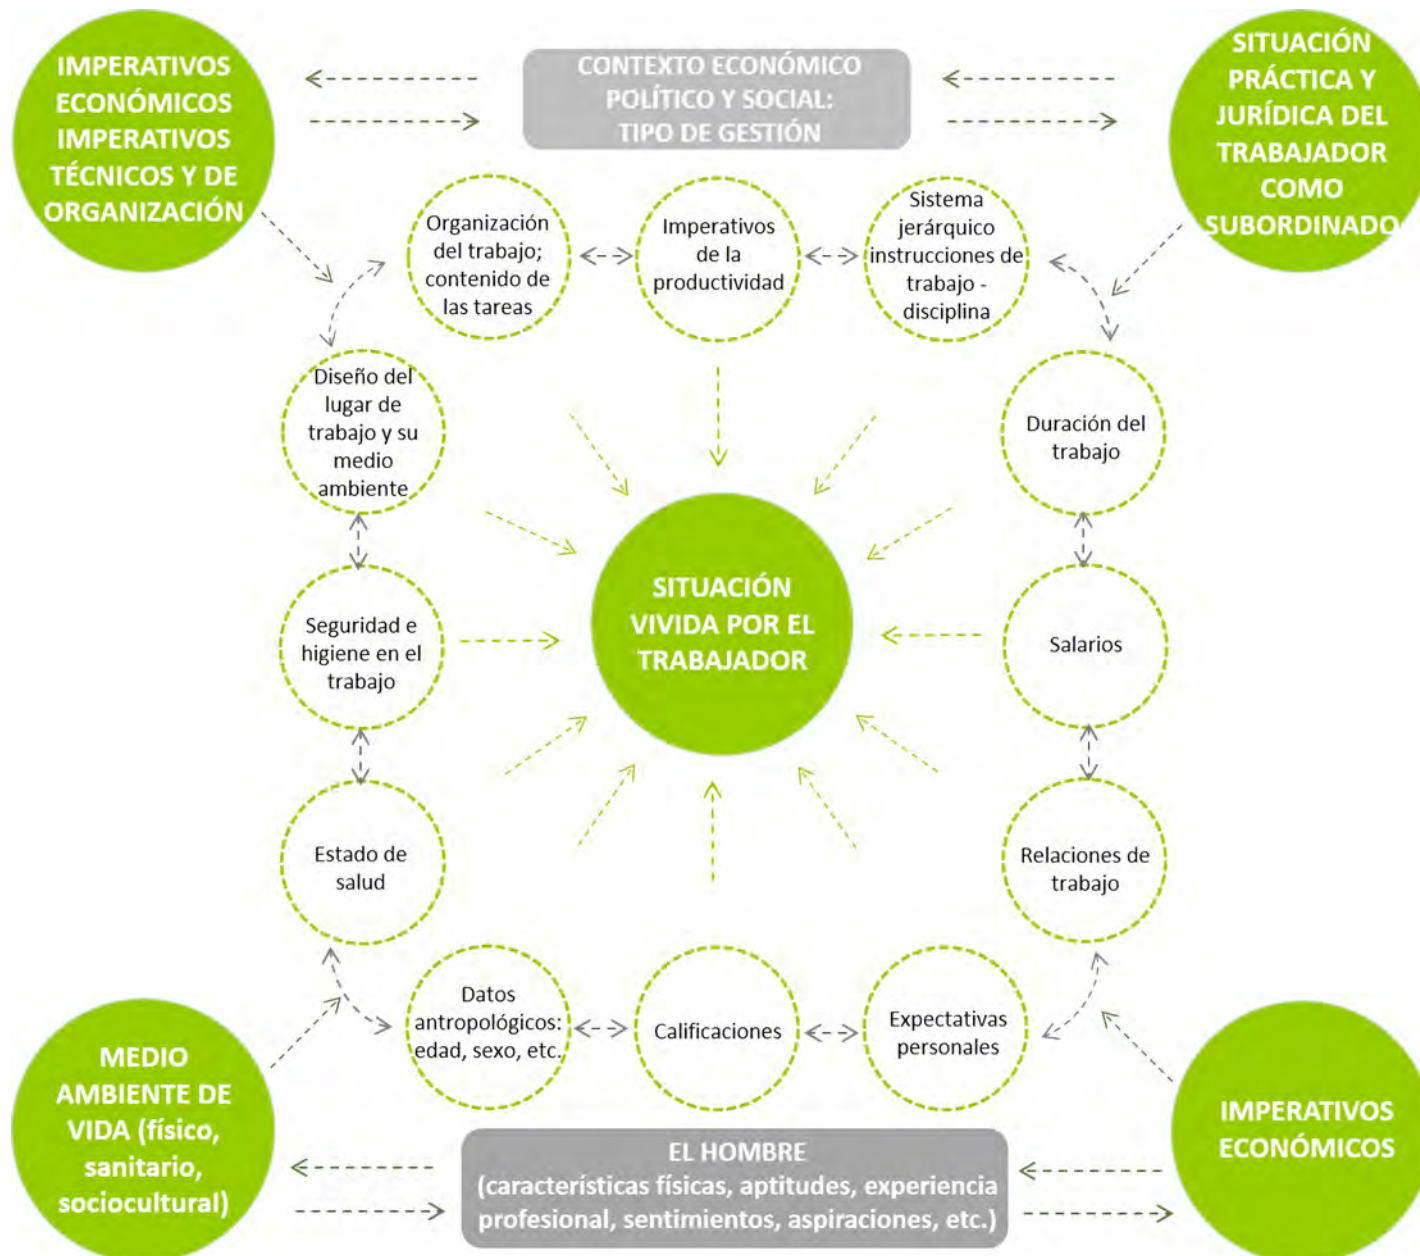 IMPERATIVOS
ECONÓMICOS
IMPERATIVOS
TÉCNICOS Y DE
ORGANIZACIÓN
CONTEXTO ECONÓMICO
POLÍTICO Y SOCIAL:
TIPO DE GESTIÓN
SITUACIÓN
PRÁCTICA Y
JURÍDICA DEL
TRABAJADOR
COMO
SUBORDINADO
Organización
del trabajo;
contenido de
las tareas
Imperativos
de la
productividad
Sistema
jerárquico
instrucciones de
trabajo -
disciplina
Diseño del
lugar de
trabajo y su
medio
ambiente
Duración del
trabajo
Seguridad e
higiene en el
trabajo
SITUACIÓN
VIVIDA POR EL
TRABAJADOR
Salarios
Estado de
salud
Relaciones de
trabajo
Datos
antropológicos:
edad, sexo, etc.
Calificaciones
Expectativas
personales
MEDIO
AMBIENTE DE
VIDA (físico,
sanitario,
sociocultural)
EL HOMBRE
(características físicas, aptitudes, experiencia
profesional, sentimientos, aspiraciones, etc.)
IMPERATIVOS
ECONÓMICOS